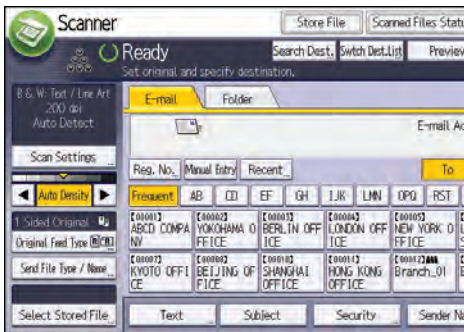 Scanner
Store File
Scanned Files Statu
Ready
Search Dest.
Swtch Dest.List
Preview
Set original and specify destination.
B & W: Text / Line Art
200 dpi
Auto Detect
E-mail
Folder
E-mail Ad
Scan Settings
Reg. No.
Manual Entry
Recent
To
Auto Density
Frequent
AB
CD
EF
GH
IJK
LMN
OPQ
RST
1 Sided Original
Original Feed Type
Send File Type / Name
[00001]
ABCD COMPA
NY
[00002]
YOKOHAMA O
FFICE
[00003]
BERLIN OFF
ICE
[00004]
LONDON OFF
ICE
[00005]
NEW YORK O
FFICE
[00007]
KYOTO OFFI
CE
[00008]
BEIJING OF
FICE
[00010]
SHANGHAI
OFFICE
[00011]
HONG KONG
OFFICE
[00012]
Branch_01
Select Stored File
Text
Subject
Security
Sender Na